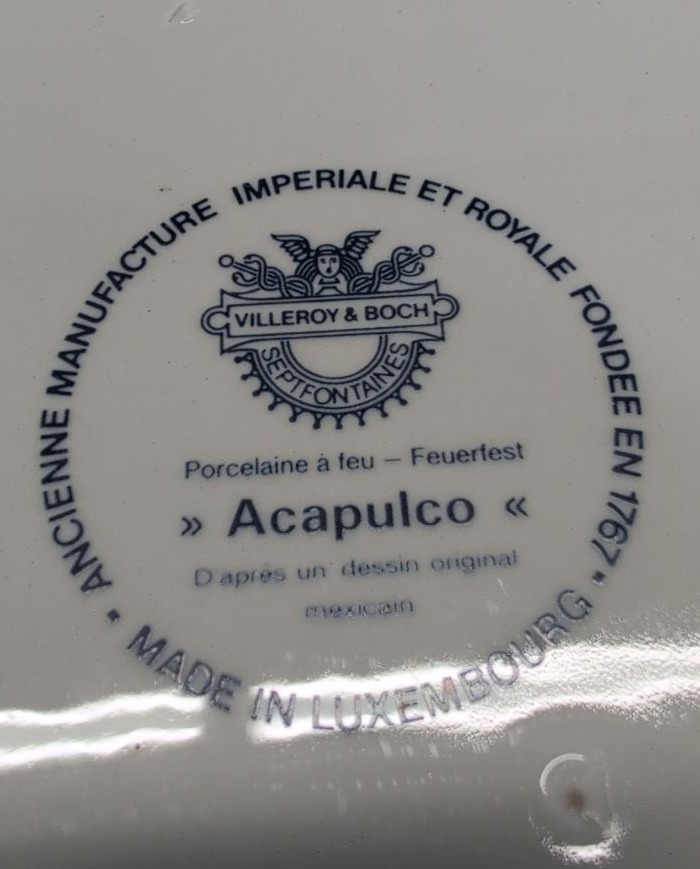 ANCIENNE MANUFACTURE IMPERIALE ET ROYALE FONDEE EN 1767
VILLEROY & BOCH
SEPTFONTAINES
Porcelaine à feu – Feuerfest
» Acapulco «
D'après un dessin original
mexicain
• MADE IN LUXEMBOURG •